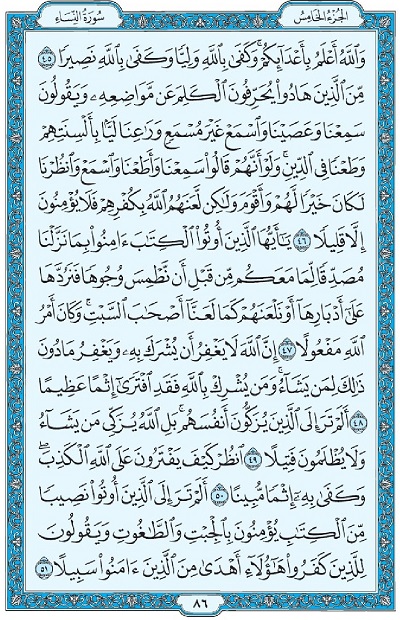 الجزء الخامس
سورة النساء
وَٱللَّهُ أَعۡلَمُ بِأَعۡدَآئِكُمۡۚ وَكَفَىٰ بِٱللَّهِ وَلِيّٗا وَكَفَىٰ بِٱللَّهِ نَصِيرٗا ٤٥
مِّنَ ٱلَّذِينَ هَادُواْ يُحَرِّفُونَ ٱلۡكَلِمَ عَن مَّوَاضِعِهِۦ وَيَقُولُونَ
سَمِعۡنَا وَعَصَيۡنَا وَٱسۡمَعۡ غَيۡرَ مُسۡمَعٖ وَرَٰعِنَا لَيَّۢا بِأَلۡسِنَتِهِمۡ
وَطَعۡنٗا فِي ٱلدِّينِۚ وَلَوۡ أَنَّهُمۡ قَالُواْ سَمِعۡنَا وَأَطَعۡنَا وَٱسۡمَعۡ وَٱنظُرۡنَا
لَكَانَ خَيۡرٗا لَّهُمۡ وَأَقۡوَمَ وَلَٰكِن لَّعَنَهُمُ ٱللَّهُ بِكُفۡرِهِمۡ فَلَا يُؤۡمِنُونَ
إِلَّا قَلِيلٗا ٤٦ يَٰٓأَيُّهَا ٱلَّذِينَ أُوتُواْ ٱلۡكِتَٰبَ ءَامِنُواْ بِمَا نَزَّلۡنَا
مُصَدِّقٗا لِّمَا مَعَكُم مِّن قَبۡلِ أَن نَّطۡمِسَ وُجُوهٗا فَنَرُدَّهَا
عَلَىٰٓ أَدۡبَارِهَآ أَوۡ نَلۡعَنَهُمۡ كَمَا لَعَنَّآ أَصۡحَٰبَ ٱلسَّبۡتِۚ وَكَانَ أَمۡرُ
ٱللَّهِ مَفۡعُولًا ٤٧ إِنَّ ٱللَّهَ لَا يَغۡفِرُ أَن يُشۡرَكَ بِهِۦ وَيَغۡفِرُ مَا دُونَ
ذَٰلِكَ لِمَن يَشَآءُۚ وَمَن يُشۡرِكۡ بِٱللَّهِ فَقَدِ ٱفۡتَرَىٰٓ إِثۡمًا عَظِيمًا
٤٨ أَلَمۡ تَرَ إِلَى ٱلَّذِينَ يُزَكُّونَ أَنفُسَهُمۚ بَلِ ٱللَّهُ يُزَكِّي مَن يَشَآءُ
وَلَا يُظۡلَمُونَ فَتِيلًا ٤٩ ٱنظُرۡ كَيۡفَ يَفۡتَرُونَ عَلَى ٱللَّهِ ٱلۡكَذِبَۖ
وَكَفَىٰ بِهِۦٓ إِثۡمٗا مُّبِينًا ٥٠ أَلَمۡ تَرَ إِلَى ٱلَّذِينَ أُوتُواْ نَصِيبٗا
مِّنَ ٱلۡكِتَٰبِ يُؤۡمِنُونَ بِٱلۡجِبۡتِ وَٱلطَّٰغُوتِ وَيَقُولُونَ
لِلَّذِينَ كَفَرُواْ هَٰٓؤُلَآءِ أَهۡدَىٰ مِنَ ٱلَّذِينَ ءَامَنُواْ سَبِيلًا ٥١
٨٦